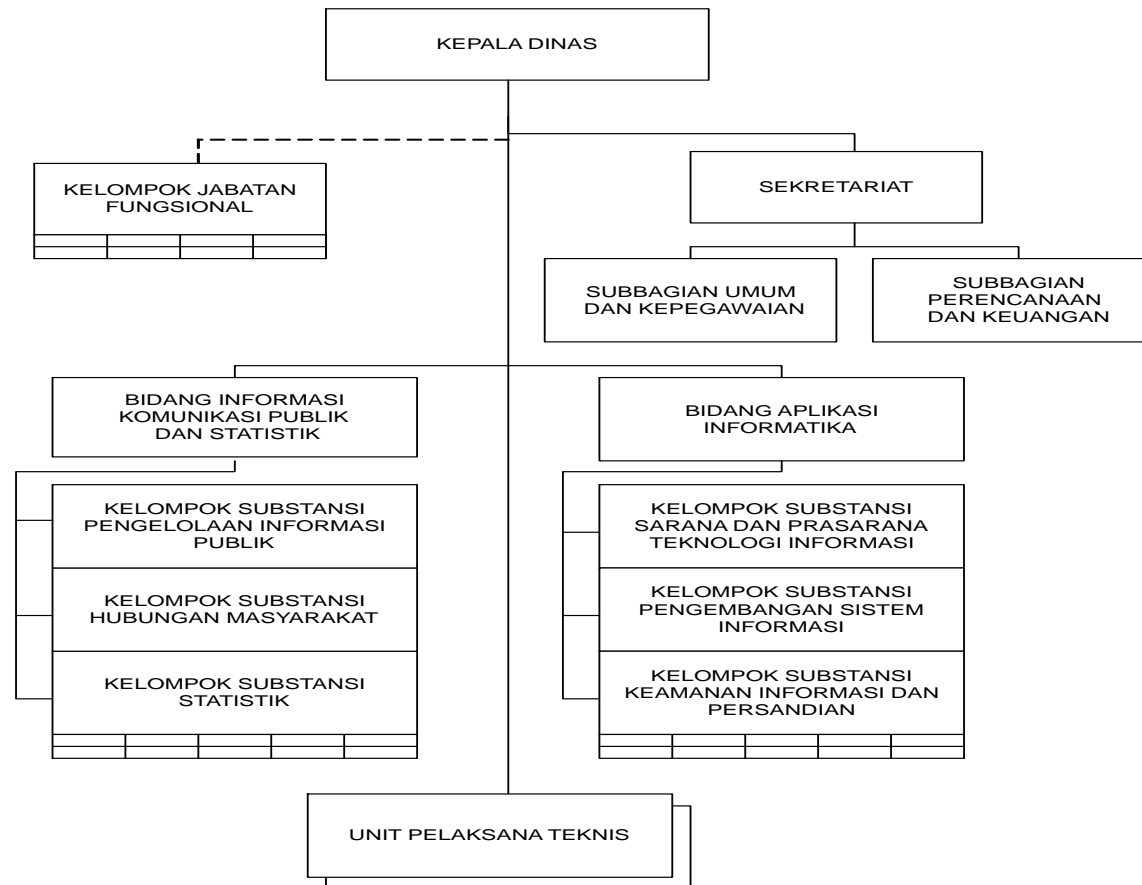 KEPALA DINAS
KELOMPOK JABATAN
FUNGSIONAL
SEKRETARIAT
SUBBAGIAN UMUM
DAN KEPEGAWAIAN
SUBBAGIAN
PERENCANAAN
DAN KEUANGAN
BIDANG INFORMASI
KOMUNIKASI PUBLIK
DAN STATISTIK
KELOMPOK SUBSTANSI
PENGELOLAAN INFORMASI
PUBLIK
KELOMPOK SUBSTANSI
HUBUNGAN MASYARAKAT
KELOMPOK SUBSTANSI
STATISTIK
BIDANG APLIKASI
INFORMATIKA
KELOMPOK SUBSTANSI
SARANA DAN PRASARANA
TEKNOLOGI INFORMASI
KELOMPOK SUBSTANSI
PENGEMBANGAN SISTEM
INFORMASI
KELOMPOK SUBSTANSI
KEAMANAN INFORMASI DAN
PERSANDIAN
UNIT PELAKSANA TEKNIS